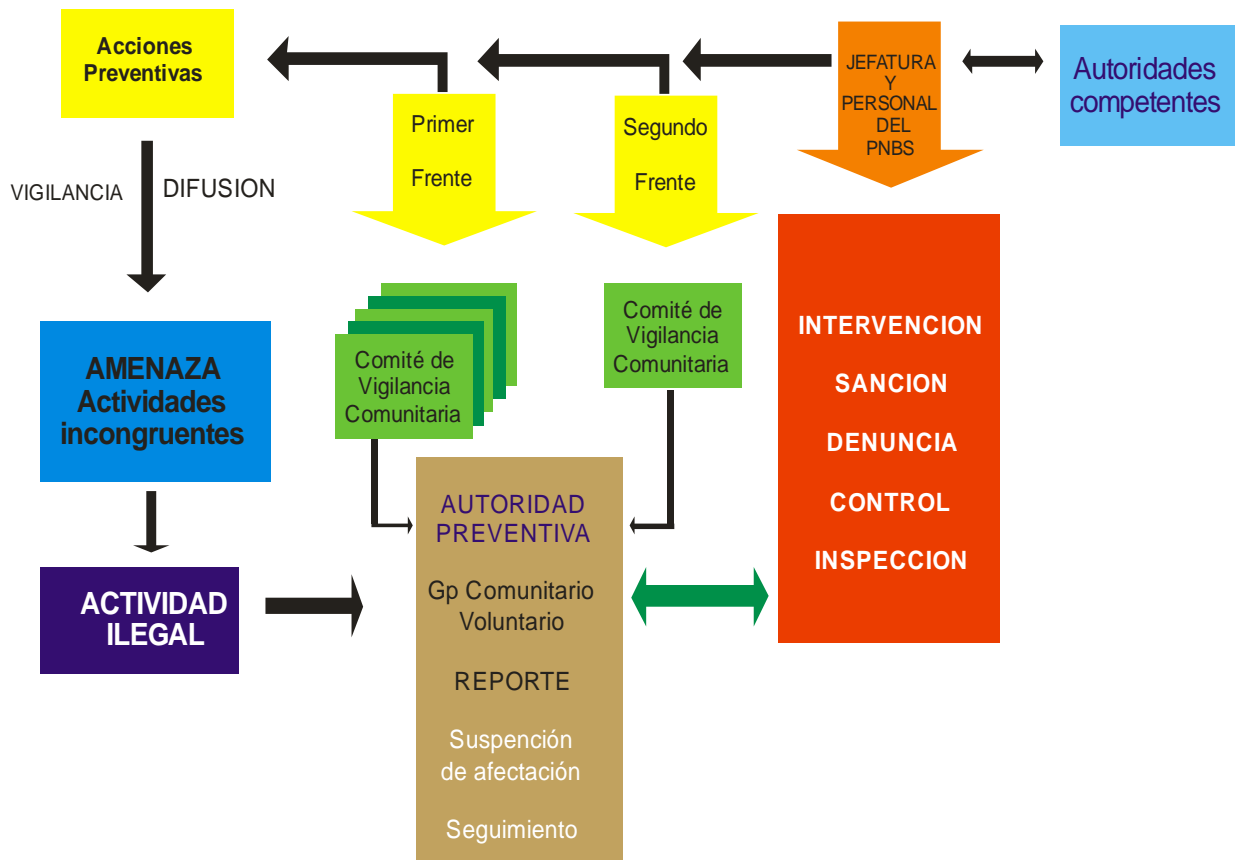 Acciones
Preventivas
Primer
Frente
Segundo
Frente
JEFATURA
Y
PERSONAL
DEL
PNBS
Autoridades
competentes
VIGILANCIA
DIFUSION
AMENAZA
Actividades
incongruentes
Comité de
Vigilancia
Comunitaria
Comité de
Vigilancia
Comunitaria
INTERVENCION
SANCION
DENUNCIA
CONTROL
INSPECCION
ACTIVIDAD
ILEGAL
AUTORIDAD
PREVENTIVA
Gp Comunitario
Voluntario
REPORTE
Suspención
de afectación
Seguimiento